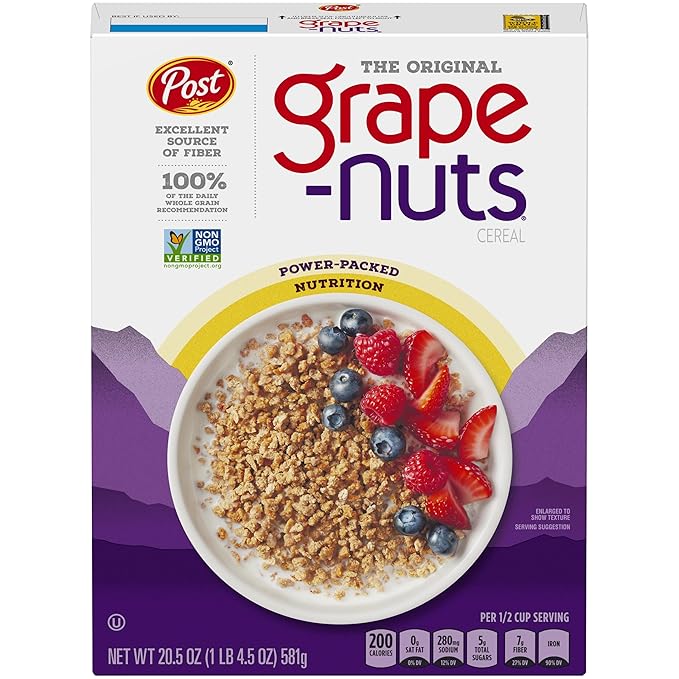 BEST IF USED BY:
grape
-nuts
Post
EXCELLENT
SOURCE
OF FIBER
100%
OF THE DAILY
WHOLE GRAIN
RECOMMENDATION
NON
GMO
Project
VERIFIED
nongmoproject.org
THE ORIGINAL
grape
-nuts®
CEREAL
POWER-PACKED
NUTRITION
ENLARGED TO
SHOW TEXTURE
SERVING SUGGESTION
PER 1/2 CUP SERVING
200
CALORIES
0g
SAT FAT
0% DV
280mg
SODIUM
12% DV
5g
TOTAL
SUGARS
7g
FIBER
27% DV
IRON
90% DV
U
NET WT 20.5 OZ (1 LB 4.5 OZ) 581g